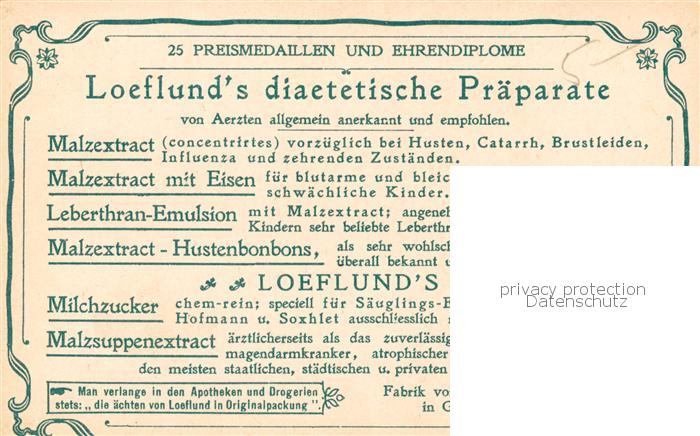 25 PREISMEDAILLEN UND EHRENDIPLOME
Loeflund's diaetetische Präparate
von Aerzten allgemein anerkannt und empfohlen.
Malzextract (concentrirtes) vorzüglich bei Husten, Catarrh, Brustleiden,
Influenza und zehrenden Zuständen.
Malzextract mit Eisen für blutarme und bleic
schwächliche Kinder.
Leberthran-Emulsion mit Malzextract; angeneh
Kindern sehr beliebte Leberthr
Malzextract - Hustenbonbons, als sehr wohlsch
überall bekannt u
LOEFLUND'S
Milchzucker chem-rein; speciell für Säuglings-E
Hofmann u. Soxhlet ausschliesslich
Malzsuppenextract ärztlicherseits als das zuverlässig
magendarmkranker, atrophischer
den meisten staatlichen, städtischen u. privaten
Man verlange in den Apotheken und Drogerien
stets: „die ächten von Loeflund in Originalpackung".
Fabrik vo
in G
privacy protection
Datenschutz